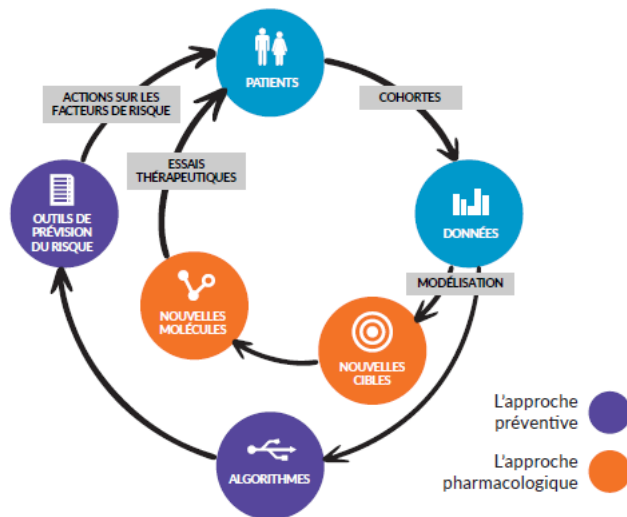 PATIENTS
ACTIONS SUR LES
FACTEURS DE RISQUE
COHORTES
ESSAIS
THÉRAPEUTIQUES
OUTILS DE
PRÉVISION
DU RISQUE
DONNÉES
MODÉLISATION
NOUVELLES
MOLÉCULES
NOUVELLES
CIBLES
ALGORITHMES
L'approche
préventive
L'approche
pharmacologique